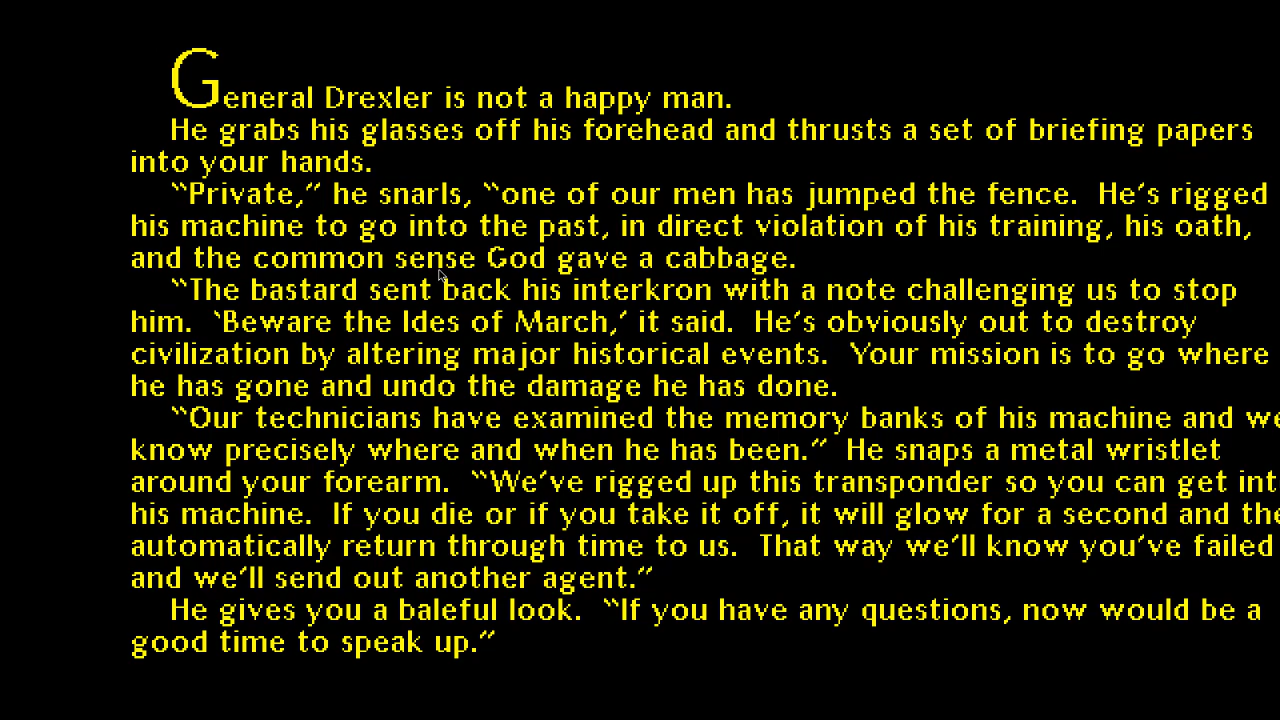 General Drexler is not a happy man.
He grabs his glasses off his forehead and thrusts a set of briefing papers
into your hands.
“Private,” he snarls, “one of our men has jumped the fence.  He’s rigged
his machine to go into the past, in direct violation of his training, his oath,
and the common sense God gave a cabbage.
“The bastard sent back his interkron with a note challenging us to stop
him.  ‘Beware the Ides of March,’ it said.  He’s obviously out to destroy
civilization by altering major historical events.  Your mission is to go where
he has gone and undo the damage he has done.
“Our technicians have examined the memory banks of his machine and we
know precisely where and when he has been.”  He snaps a metal wristlet
around your forearm.  “We’ve rigged up this transponder so you can get int
his machine.  If you die or if you take it off, it will glow for a second and the
automatically return through time to us.  That way we’ll know you’ve failed
and we’ll send out another agent.”
He gives you a baleful look.  “If you have any questions, now would be a
good time to speak up.”